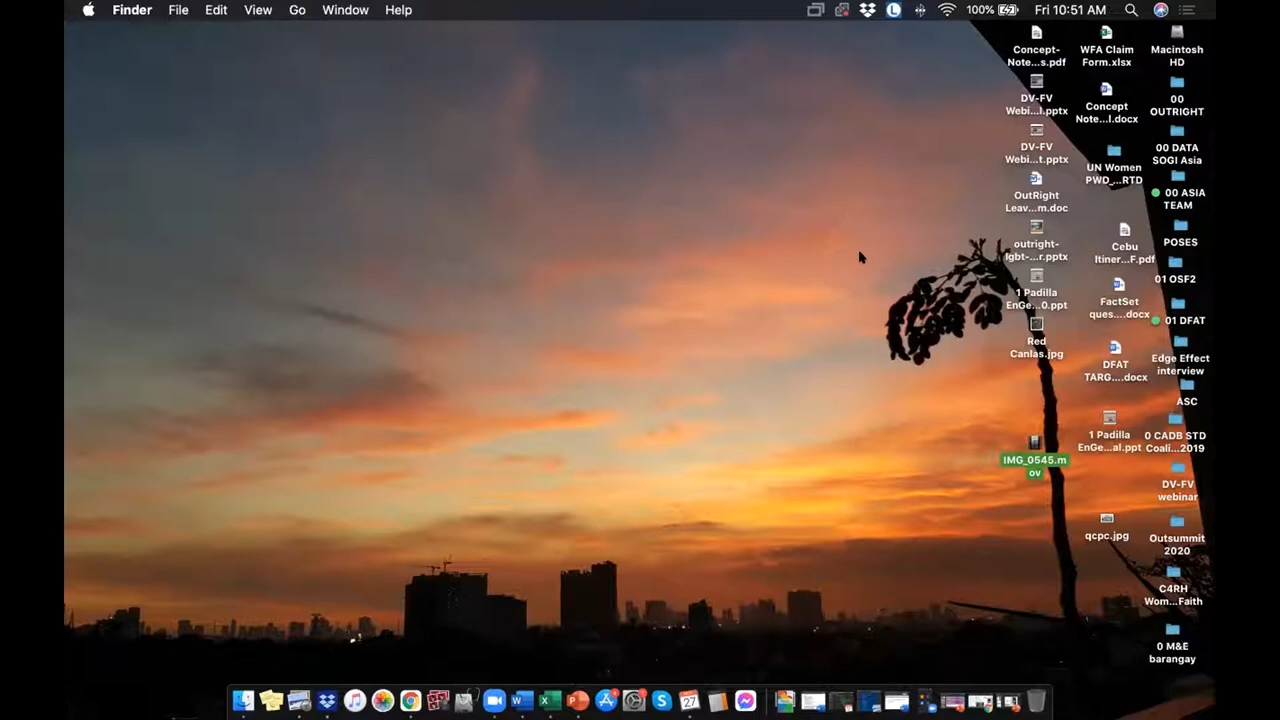 Finder File Edit View Go Window Help
100% Fri 10:51 AM
Concept-
Note...s.pdf
WFA Claim
Form.xlsx
Macintosh
HD
DV-FV
Webi...l.pptx
Concept
Note...l.docx
00
OUTRIGHT
DV-FV
Webi...t.pptx
UN Women
PWD_...RTD
00 DATA
SOGI Asia
OutRight
Leav...m.doc
00 ASIA
TEAM
outright-
lgbt-...r.pptx
Cebu
Itiner...F.pdf
POSES
1 Padilla
EnGe...0.ppt
FactSet
ques....docx
01 OSF2
Red
Canlas.jpg
DFAT
TARG....docx
01 DFAT
Edge Effect
interview
ASC
IMG_0545.m
ov
1 Padilla
EnGe...al.ppt
0 CADB STD
Coali...2019
DV-FV
webinar
qcpc.jpg
Outsummit
2020
C4RH
Wom...Faith
0 M&E
barangay
27